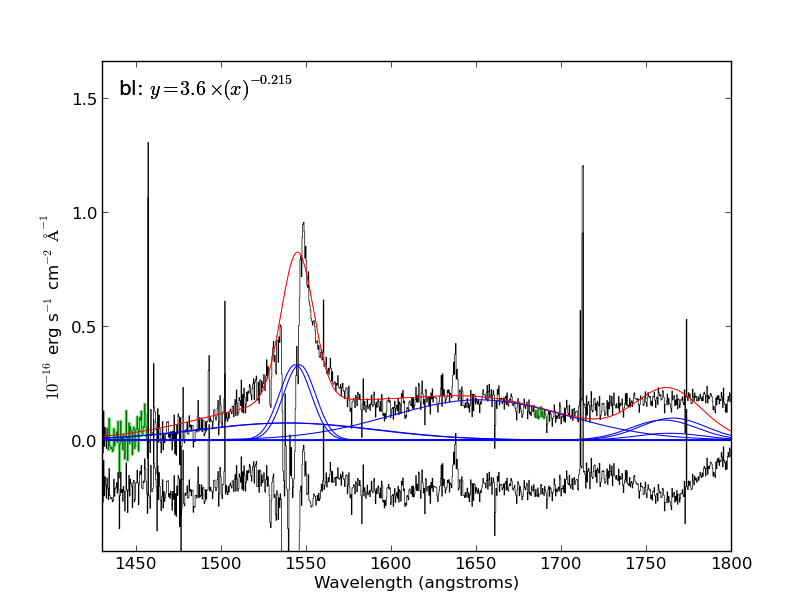 bl: y=3.6×(x)^−0.215
1.5
1.0
0.5
0.0
10^−16 erg s^−1 cm^−2 Å^−1
1450 1500 1550 1600 1650 1700 1750 1800
Wavelength (angstroms)